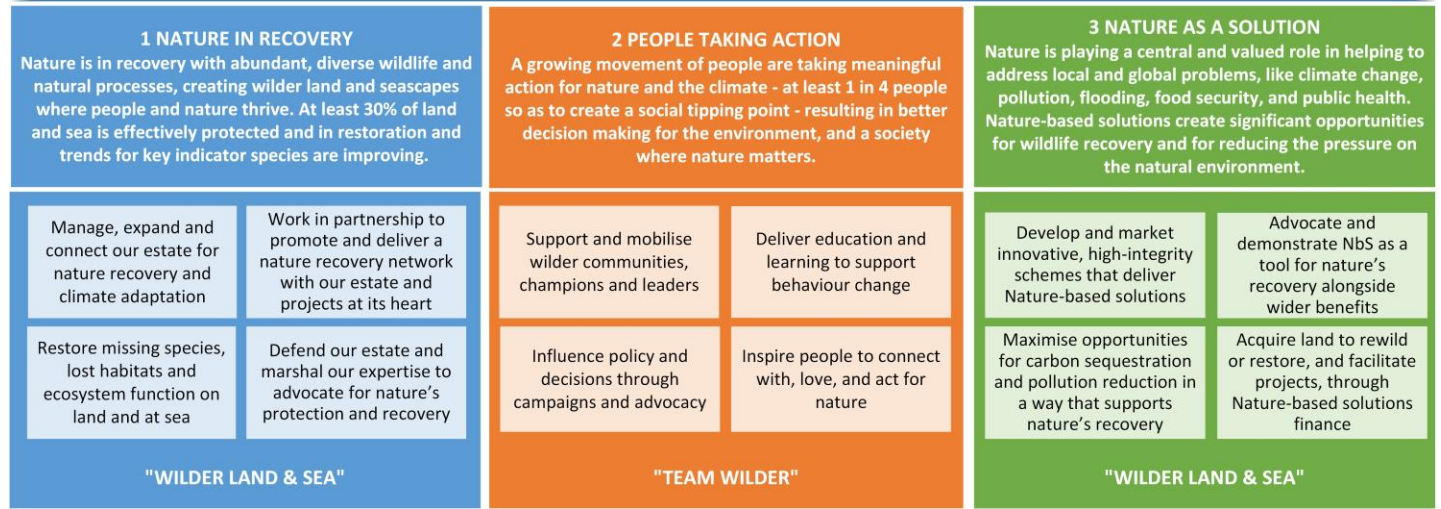 1 NATURE IN RECOVERY
Nature is in recovery with abundant, diverse wildlife and
natural processes, creating wilder land and seascapes
where people and nature thrive. At least 30% of land
and sea is effectively protected and in restoration and
trends for key indicator species are improving.
Manage, expand and
connect our estate for
nature recovery and
climate adaptation
Work in partnership to
promote and deliver a
nature recovery network
with our estate and
projects at its heart
Restore missing species,
lost habitats and
ecosystem function on
land and at sea
Defend our estate and
marshal our expertise to
advocate for nature's
protection and recovery
"WILDER LAND & SEA"
2 PEOPLE TAKING ACTION
A growing movement of people are taking meaningful
action for nature and the climate - at least 1 in 4 people
so as to create a social tipping point - resulting in better
decision making for the environment, and a society
where nature matters.
Support and mobilise
wilder communities,
champions and leaders
Deliver education and
learning to support
behaviour change
Influence policy and
decisions through
campaigns and advocacy
Inspire people to connect
with, love, and act for
nature
"TEAM WILDER"
3 NATURE AS A SOLUTION
Nature is playing a central and valued role in helping to
address local and global problems, like climate change,
pollution, flooding, food security, and public health.
Nature-based solutions create significant opportunities
for wildlife recovery and for reducing the pressure on
the natural environment.
Develop and market
innovative, high-integrity
schemes that deliver
Nature-based solutions
Advocate and
demonstrate NbS as a
tool for nature's
recovery alongside
wider benefits
Maximise opportunities
for carbon sequestration
and pollution reduction in
a way that supports
nature's recovery
Acquire land to rewild
or restore, and facilitate
projects, through
Nature-based solutions
finance
"WILDER LAND & SEA"